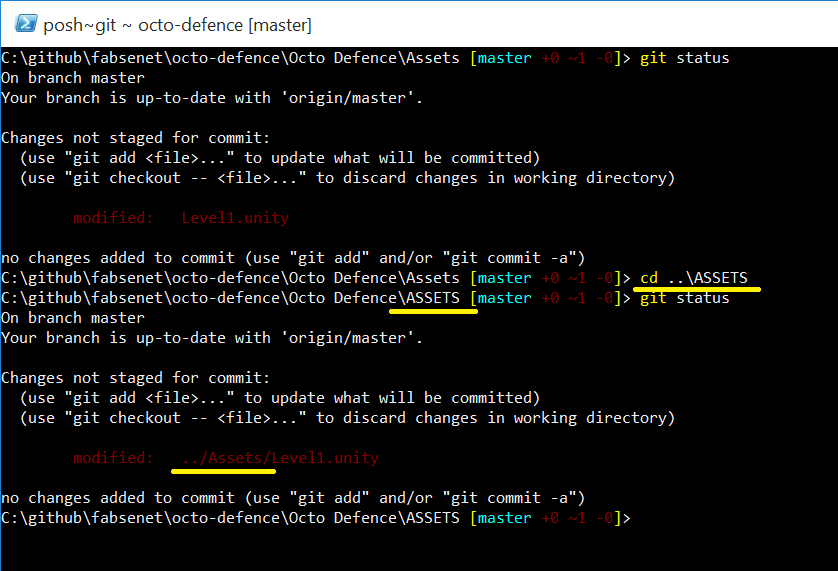 posh~git ~ octo-defence [master]
C:\github\fabsenet\octo-defence\Octo Defence\Assets [master +0 ~1 -0]> git status
On branch master
Your branch is up-to-date with 'origin/master'.
Changes not staged for commit:
(use "git add <file>..." to update what will be committed)
(use "git checkout -- <file>..." to discard changes in working directory)
modified: Level1.unity
no changes added to commit (use "git add" and/or "git commit -a")
C:\github\fabsenet\octo-defence\Octo Defence\Assets [master +0 ~1 -0]> cd ..\ASSETS
C:\github\fabsenet\octo-defence\Octo Defence\ASSETS [master +0 ~1 -0]> git status
On branch master
Your branch is up-to-date with 'origin/master'.
Changes not staged for commit:
(use "git add <file>..." to update what will be committed)
(use "git checkout -- <file>..." to discard changes in working directory)
modified: ../Assets/Level1.unity
no changes added to commit (use "git add" and/or "git commit -a")
C:\github\fabsenet\octo-defence\Octo Defence\ASSETS [master +0 ~1 -0]>